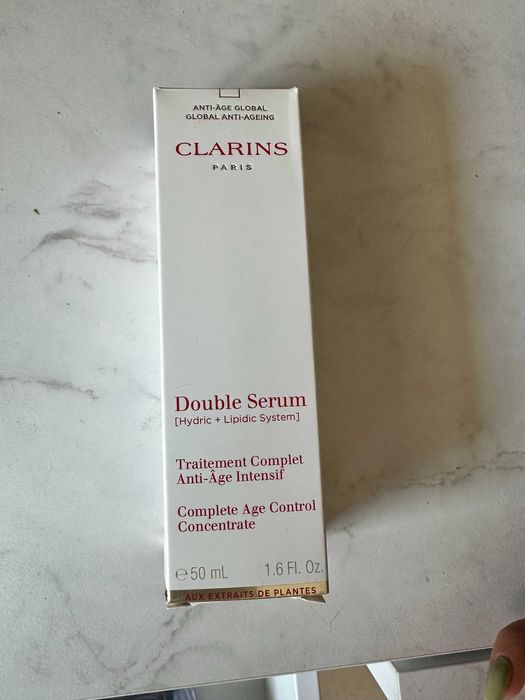 ANTI-ÂGE GLOBAL
GLOBAL ANTI-AGEING
CLARINS
PARIS
Double Serum
[Hydric + Lipidic System]
Traitement Complet
Anti-Âge Intensif
Complete Age Control
Concentrate
℮ 50 mL 1.6 Fl. Oz.
AUX EXTRAITS DE PLANTES